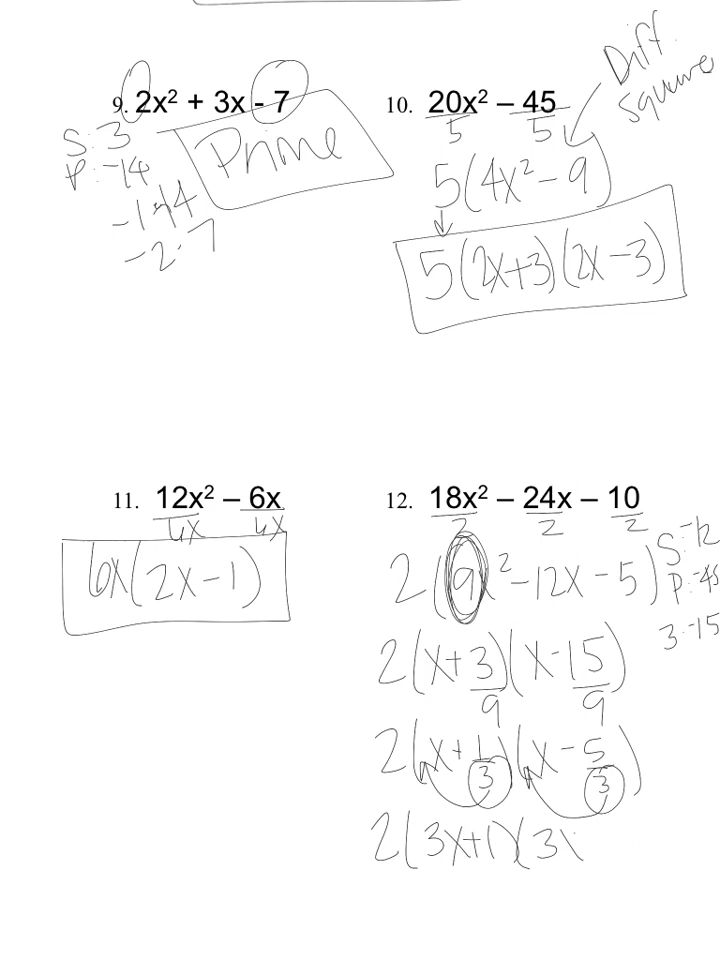 Diff
square
9. 2x² + 3x - 7
S: 3
P: -14
-1·14
-2·7
Prime
10. 20x² – 45
5 5
5(4x² - 9)
5(2x+3)(2x-3)
11. 12x² – 6x
6x 6x
6x(2x-1)
12. 18x² – 24x – 10
2 2 2
2(9x² -12x -5)
S: -12
P: -45
3·-15
2(x+3/9)(x-15/9)
2(x+1/3)(x-5/3)
2(3x+1)(3